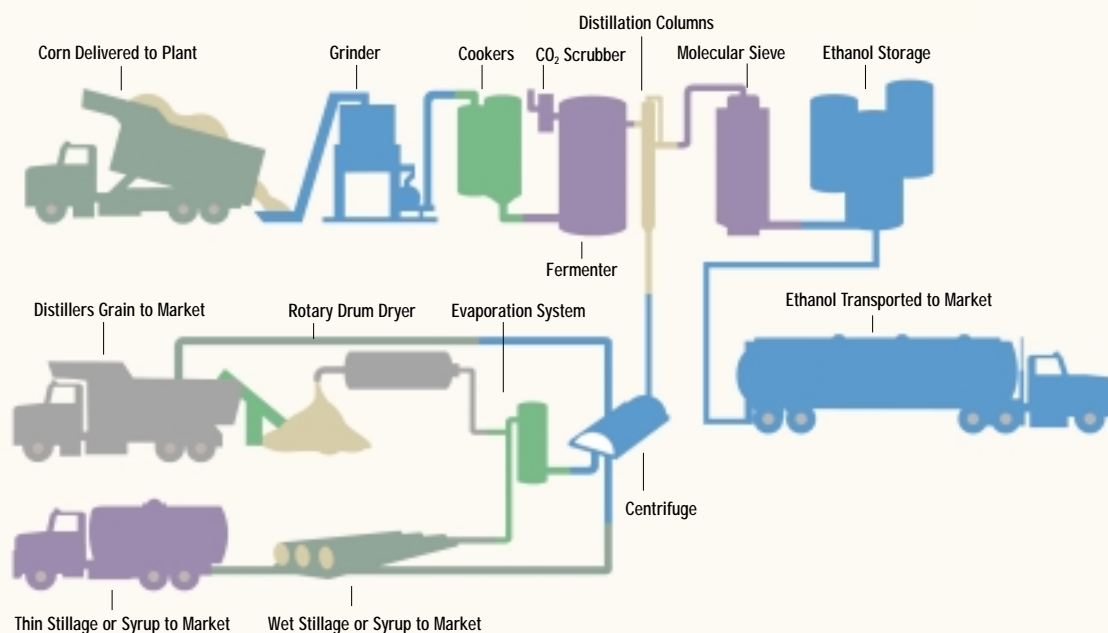 Distillation Columns
Corn Delivered to Plant
Grinder
Cookers
CO₂ Scrubber
Molecular Sieve
Ethanol Storage
Fermenter
Distillers Grain to Market
Rotary Drum Dryer
Evaporation System
Ethanol Transported to Market
Centrifuge
Thin Stillage or Syrup to Market
Wet Stillage or Syrup to Market